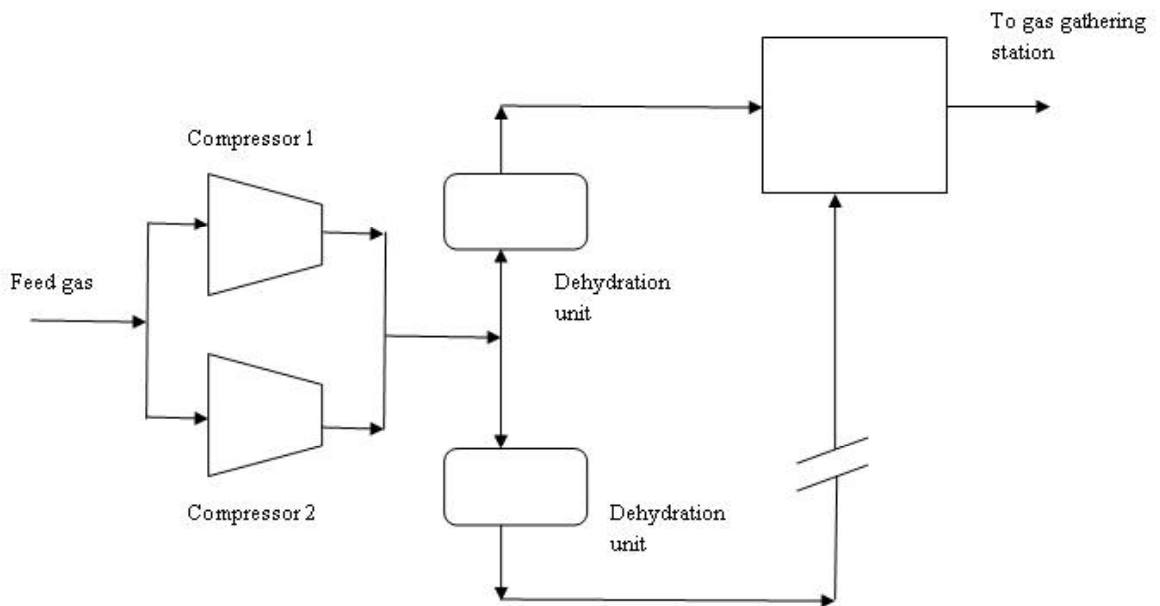 To gas gathering
station
Compressor 1
Feed gas
Dehydration
unit
Compressor 2
Dehydration
unit